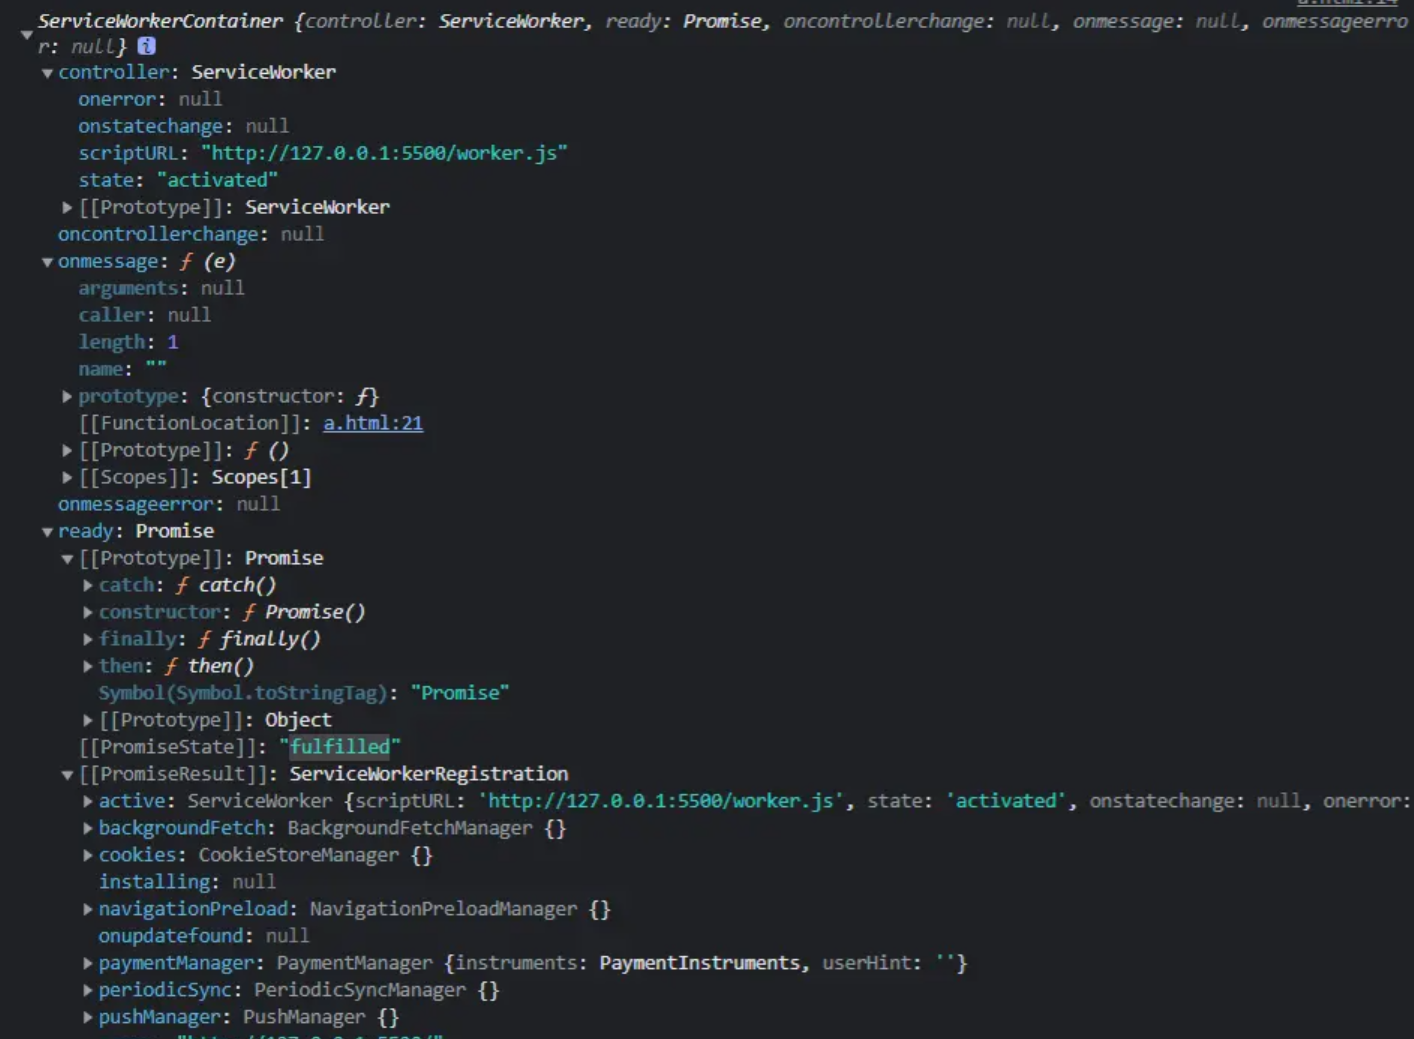 ServiceWorkerContainer {controller: ServiceWorker, ready: Promise, oncontrollerchange: null, onmessage: null, onmessageerro
r: null} i
controller: ServiceWorker
onerror: null
onstatechange: null
scriptURL: "http://127.0.0.1:5500/worker.js"
state: "activated"
[[Prototype]]: ServiceWorker
oncontrollerchange: null
onmessage: ƒ (e)
arguments: null
caller: null
length: 1
name: ""
prototype: {constructor: ƒ}
[[FunctionLocation]]: a.html:21
[[Prototype]]: ƒ ()
[[Scopes]]: Scopes[1]
onmessageerror: null
ready: Promise
[[Prototype]]: Promise
catch: ƒ catch()
constructor: ƒ Promise()
finally: ƒ finally()
then: ƒ then()
Symbol(Symbol.toStringTag): "Promise"
[[Prototype]]: Object
[[PromiseState]]: "fulfilled"
[[PromiseResult]]: ServiceWorkerRegistration
active: ServiceWorker {scriptURL: 'http://127.0.0.1:5500/worker.js', state: 'activated', onstatechange: null, onerror:
backgroundFetch: BackgroundFetchManager {}
cookies: CookieStoreManager {}
installing: null
navigationPreload: NavigationPreloadManager {}
onupdatefound: null
paymentManager: PaymentManager {instruments: PaymentInstruments, userHint: ''}
periodicSync: PeriodicSyncManager {}
pushManager: PushManager {}